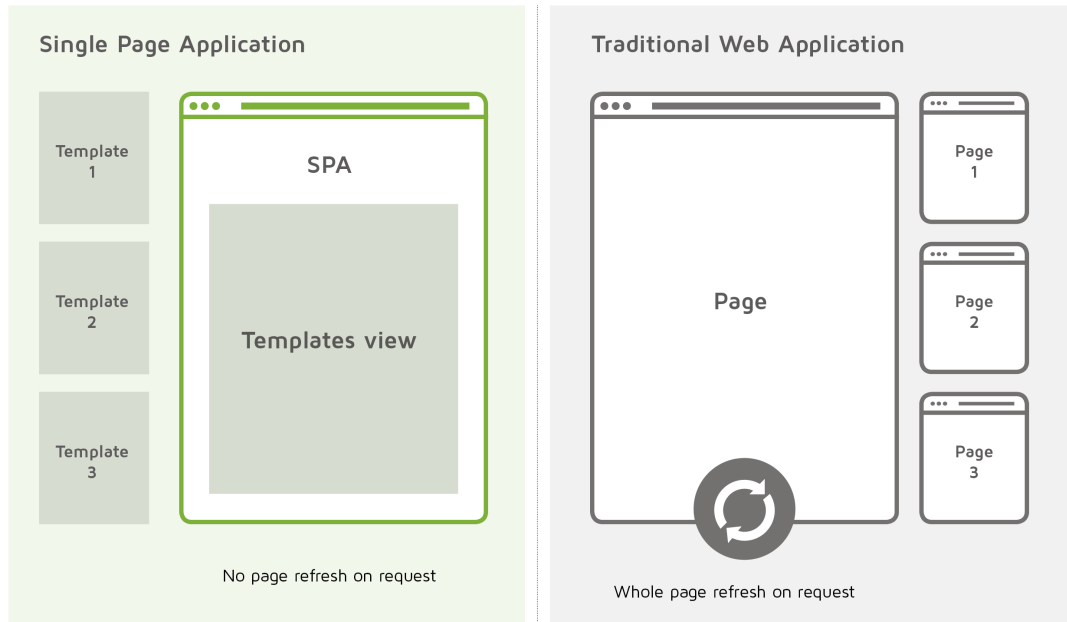 Single Page Application
Template
1
Template
2
Template
3
SPA
Templates view
No page refresh on request
Traditional Web Application
Page
Page
1
Page
2
Page
3
Whole page refresh on request